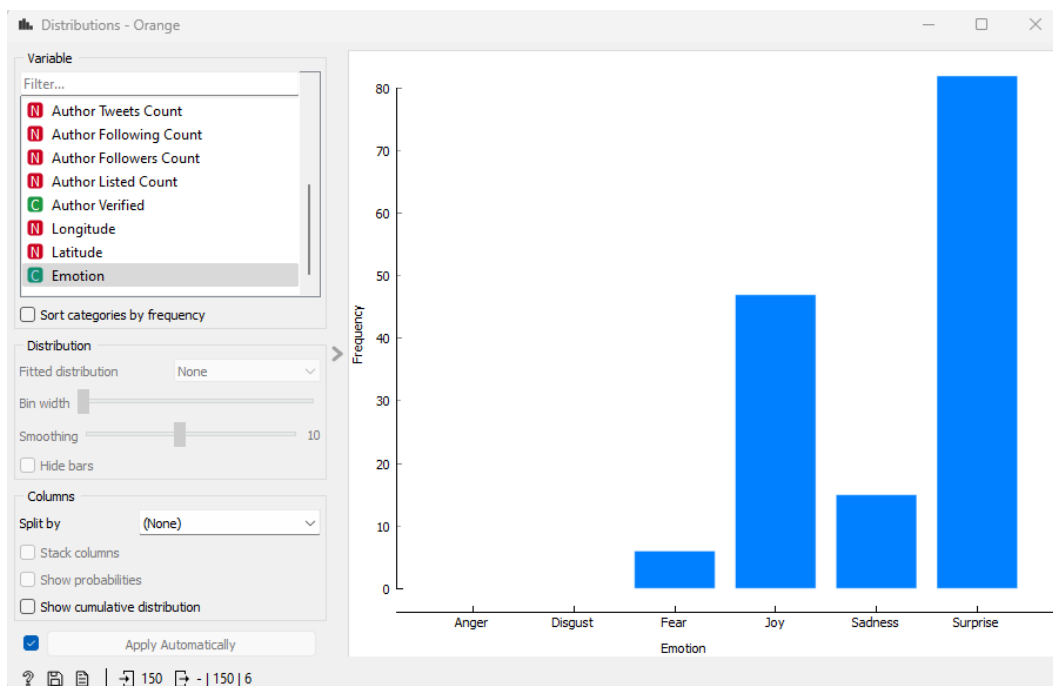 Distributions - Orange
Variable
Filter...
N Author Tweets Count
N Author Following Count
N Author Followers Count
N Author Listed Count
C Author Verified
N Longitude
N Latitude
C Emotion
Sort categories by frequency
Distribution
Fitted distribution None
Bin width
Smoothing 10
Hide bars
Columns
Split by (None)
Stack columns
Show probabilities
Show cumulative distribution
Apply Automatically
? 150 - | 150 | 6
Frequency
80
70
60
50
40
30
20
10
0
Anger Disgust Fear Joy Sadness Surprise
Emotion